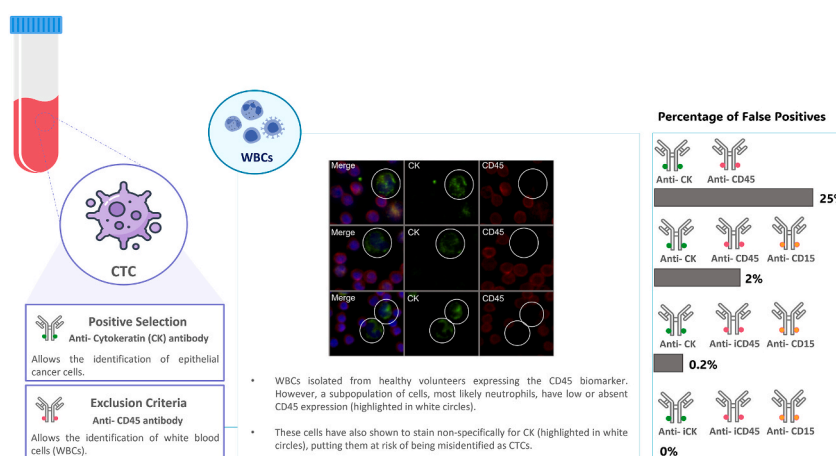 WBCs
CTC
Positive Selection
Anti- Cytokeratin (CK) antibody
Allows the identification of epithelial
cancer cells.
Exclusion Criteria
Anti- CD45 antibody
Allows the identification of white blood
cells (WBCs).
Merge CK CD45
Merge CK CD45
Merge CK CD45
• WBCs isolated from healthy volunteers expressing the CD45 biomarker.
However, a subpopulation of cells, most likely neutrophils, have low or absent
CD45 expression (highlighted in white circles).
• These cells have also shown to stain non-specifically for CK (highlighted in white
circles), putting them at risk of being misidentified as CTCs.
Percentage of False Positives
Anti- CK Anti- CD45
25%
Anti- CK Anti- CD45 Anti- CD15
2%
Anti- CK Anti- iCD45 Anti- CD15
0.2%
Anti- iCK Anti- iCD45 Anti- CD15
0%